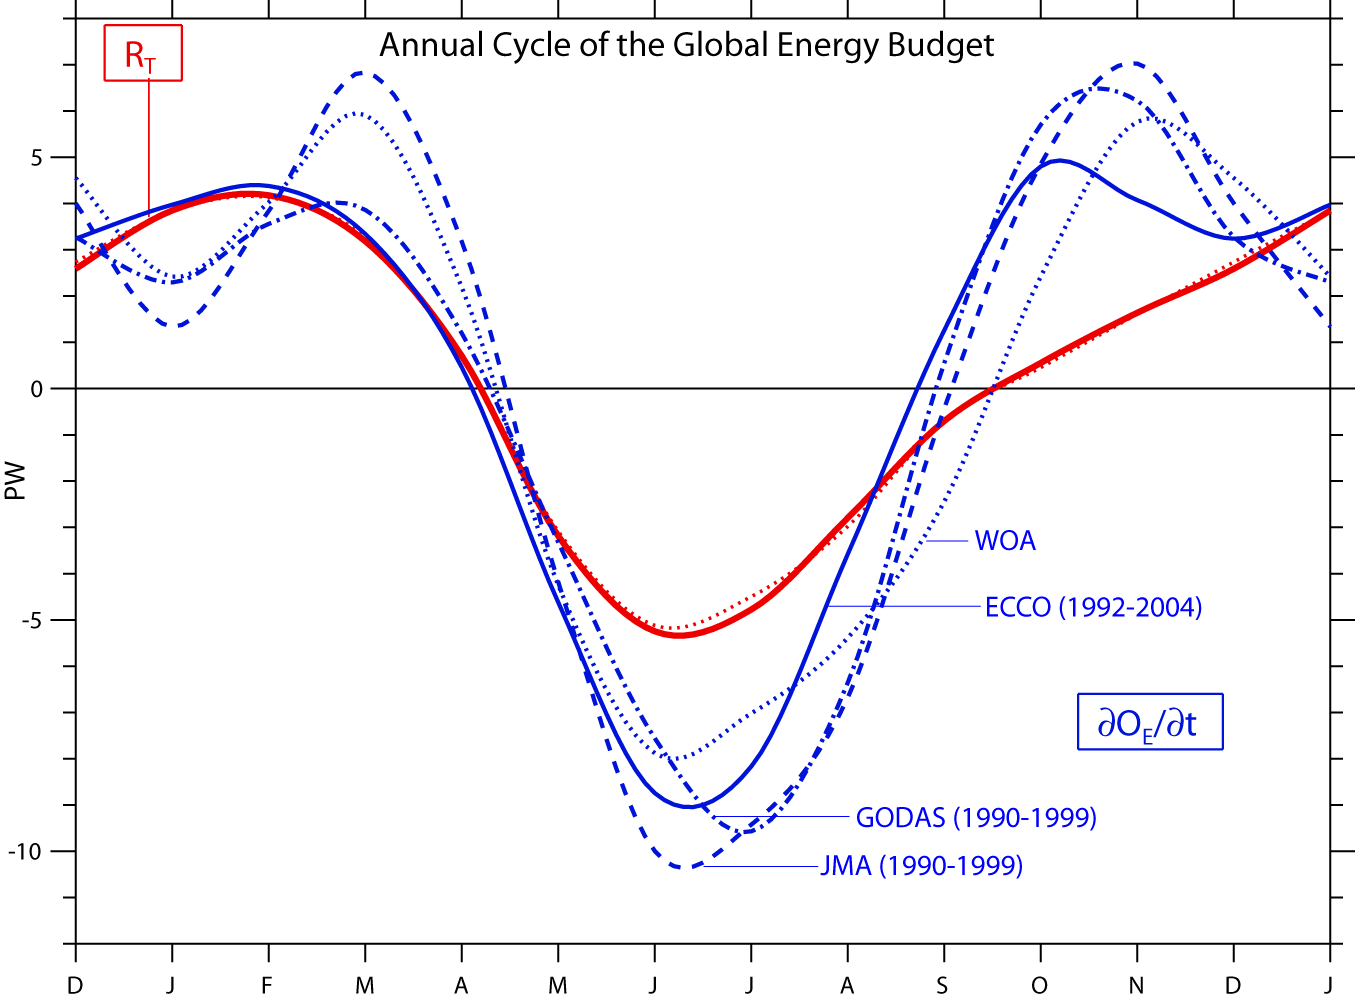 Annual Cycle of the Global Energy Budget
R_T
5
0
-5
-10
PW
WOA
ECCO (1992-2004)
∂O_E/∂t
GODAS (1990-1999)
JMA (1990-1999)
D J F M A M J J A S O N D J